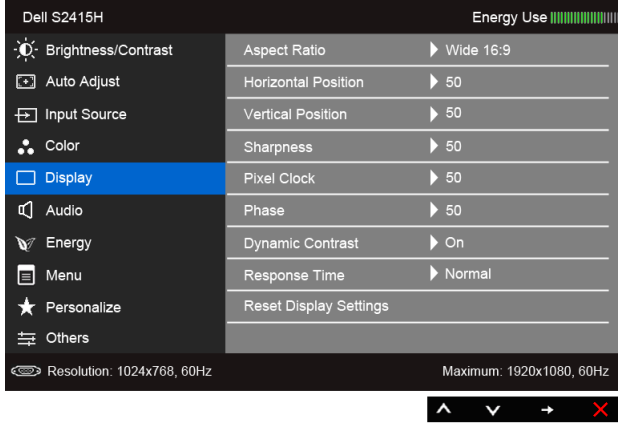 Dell S2415H Energy Use
Brightness/Contrast Aspect Ratio Wide 16:9
Auto Adjust Horizontal Position 50
Input Source Vertical Position 50
Color Sharpness 50
Display Pixel Clock 50
Audio Phase 50
Energy Dynamic Contrast On
Menu Response Time Normal
Personalize Reset Display Settings
Others
Resolution: 1024x768, 60Hz Maximum: 1920x1080, 60Hz